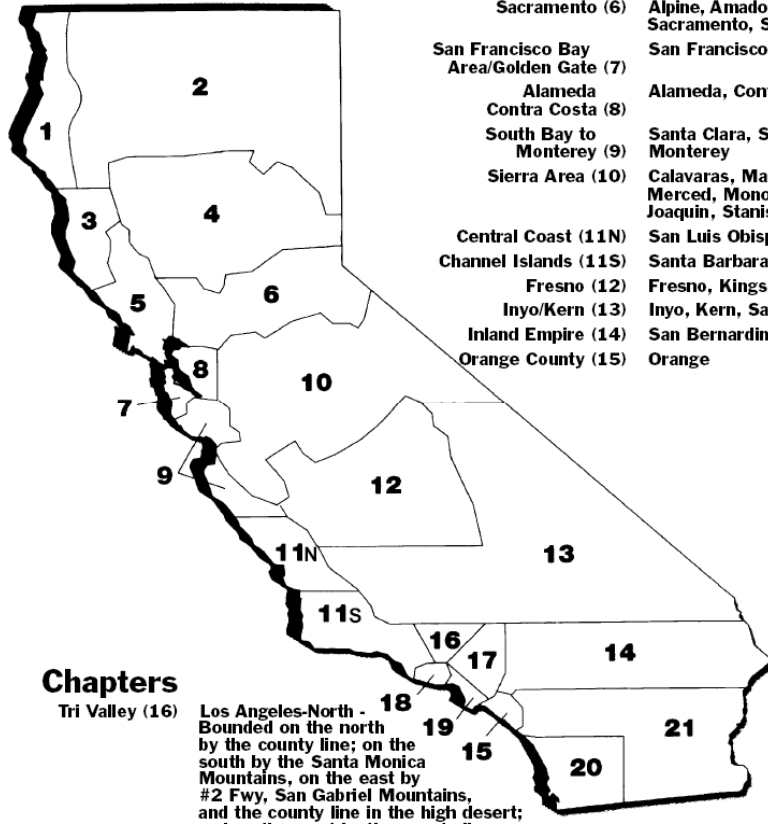 Sacramento (6) Alpine, Amado
Sacramento, S
San Francisco Bay San Francisco
Area/Golden Gate (7)
Alameda Alameda, Con
Contra Costa (8)
South Bay to Santa Clara, S
Monterey (9) Monterey
Sierra Area (10) Calavaras, Ma
Merced, Mono
Joaquin, Stanis
Central Coast (11N) San Luis Obisp
Channel Islands (11S) Santa Barbara
Fresno (12) Fresno, Kings
Inyo/Kern (13) Inyo, Kern, Sa
Inland Empire (14) San Bernardin
Orange County (15) Orange
2
1
3
4
5
6
8
7
10
9
12
11N
13
11S
16
17
14
18
19
15
21
20
Chapters
Tri Valley (16) Los Angeles-North -
Bounded on the north
by the county line; on the
south by the Santa Monica
Mountains, on the east by
#2 Fwy, San Gabriel Mountains,
and the county line in the high desert;